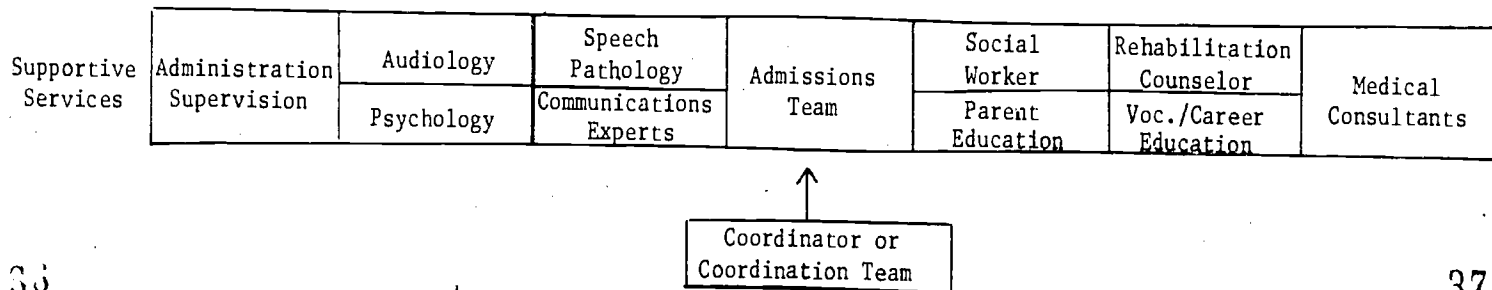 Supportive
Services
Administration
Supervision
Audiology
Psychology
Speech
Pathology
Communications
Experts
Admissions
Team
Social
Worker
Parent
Education
Rehabilitation
Counselor
Voc./Career
Education
Medical
Consultants
Coordinator or
Coordination Team
37